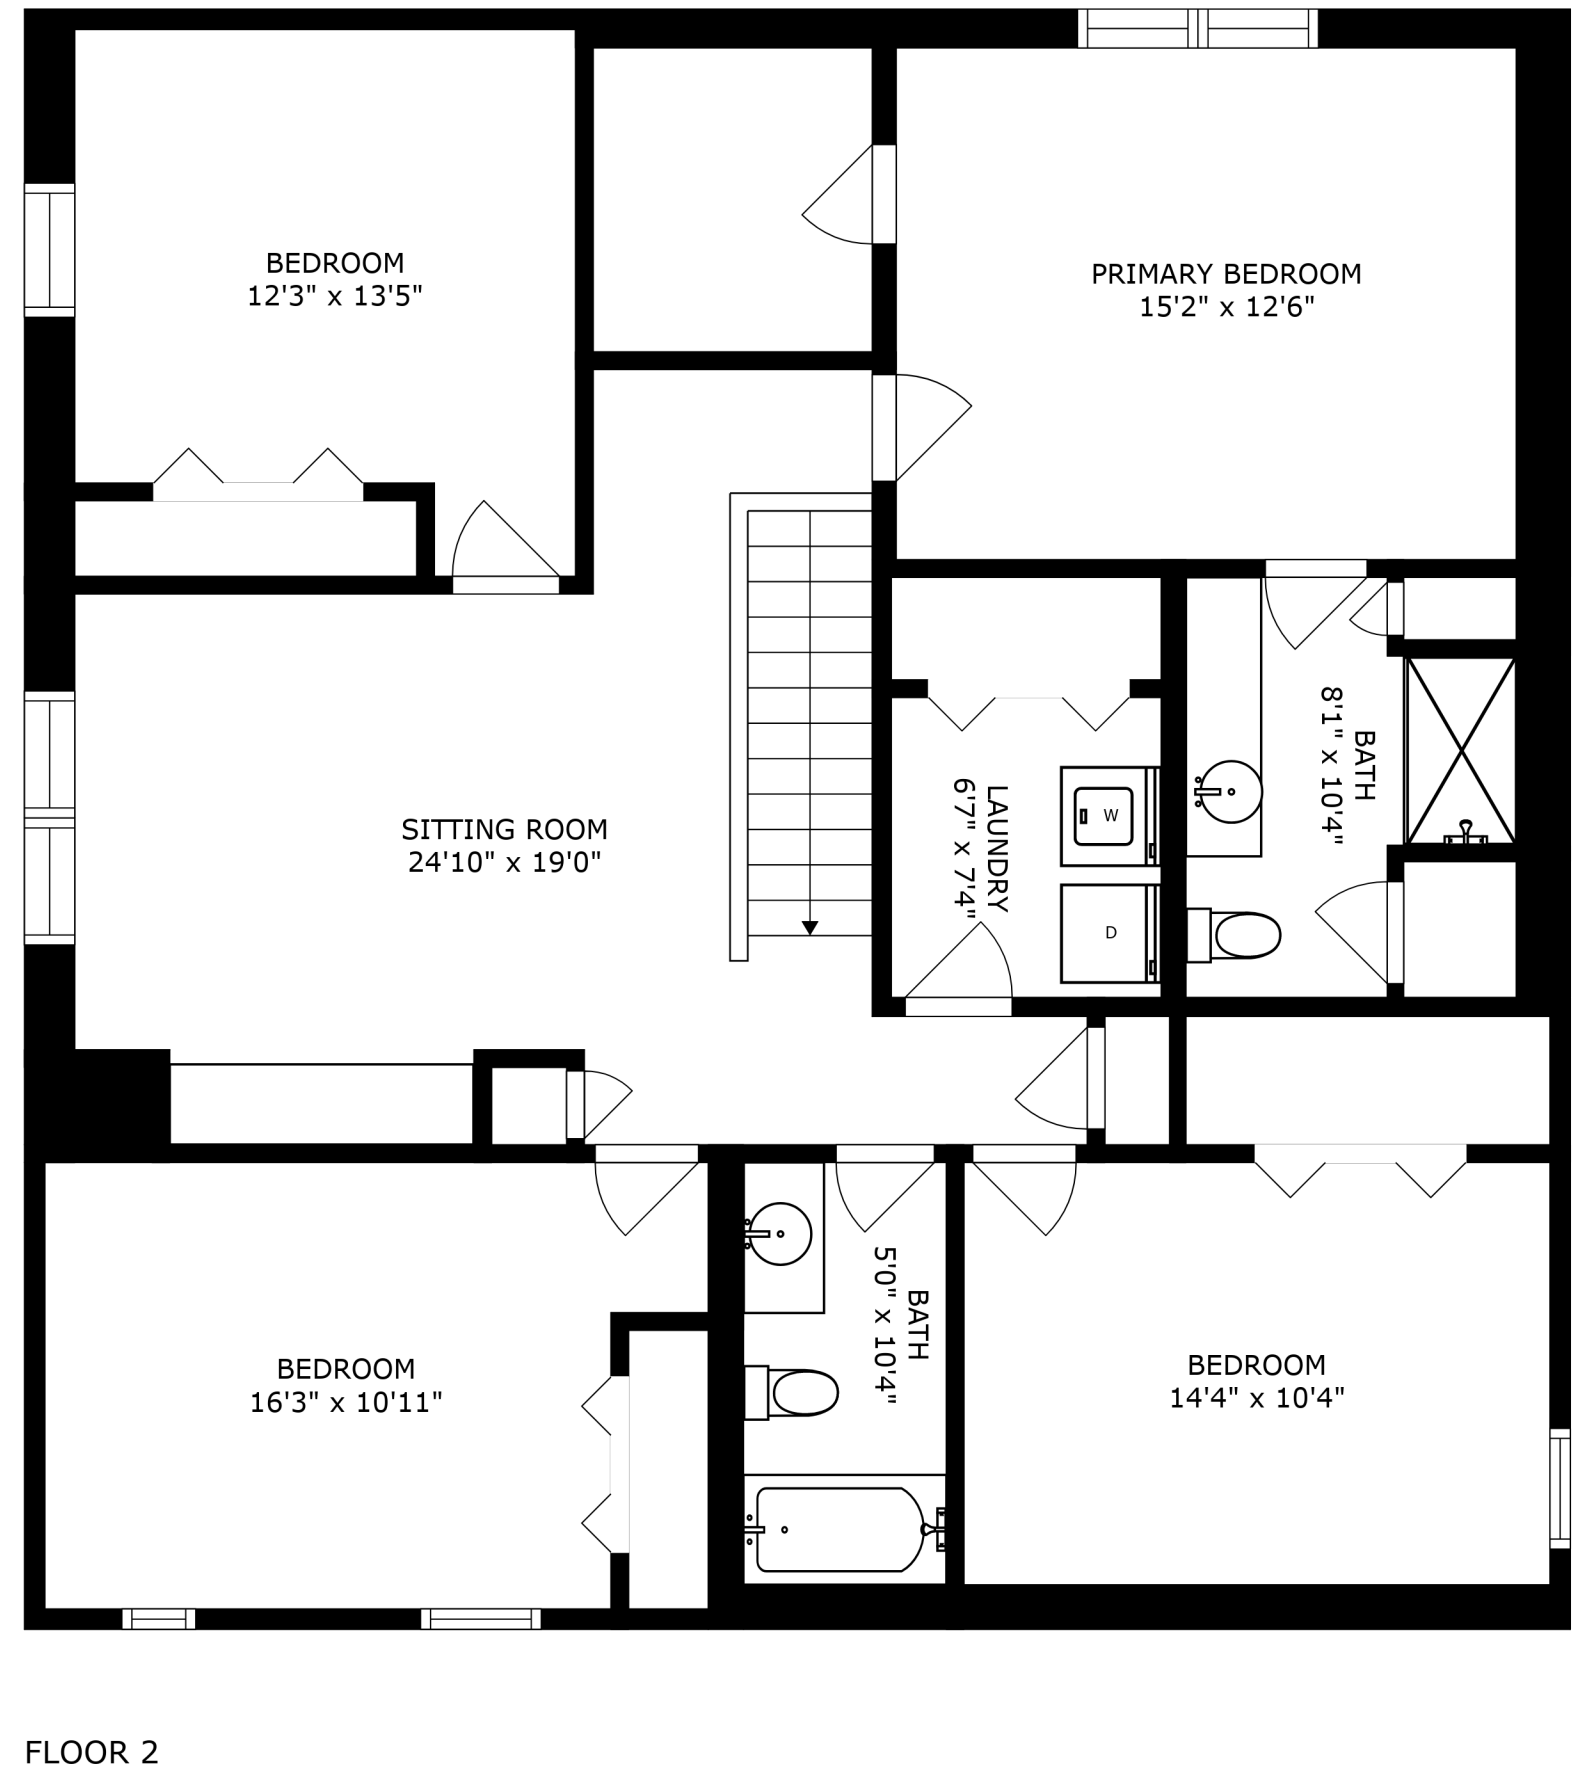 BEDROOM
12'3" x 13'5"
PRIMARY BEDROOM
15'2" x 12'6"
SITTING ROOM
24'10" x 19'0"
LAUNDRY
6'7" x 7'4"
W
D
BATH
8'1" x 10'4"
BEDROOM
16'3" x 10'11"
BATH
5'0" x 10'4"
BEDROOM
14'4" x 10'4"
FLOOR 2